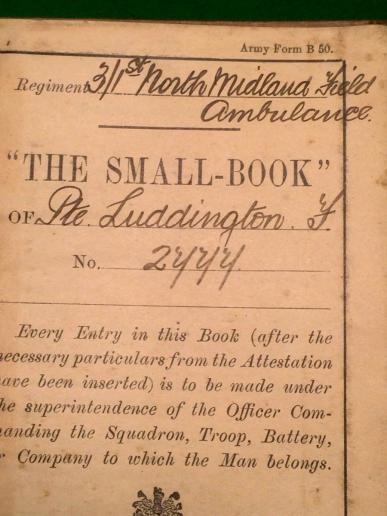 Army Form B 50.
Regiment 3/1st North Midland Field
Ambulance.
"THE SMALL-BOOK"
OF Pte. Luddington. F
No. 2444
Every Entry in this Book (after the
necessary particulars from the Attestation
have been inserted) is to be made under
he superintendence of the Officer Com-
anding the Squadron, Troop, Battery,
r Company to which the Man belongs.